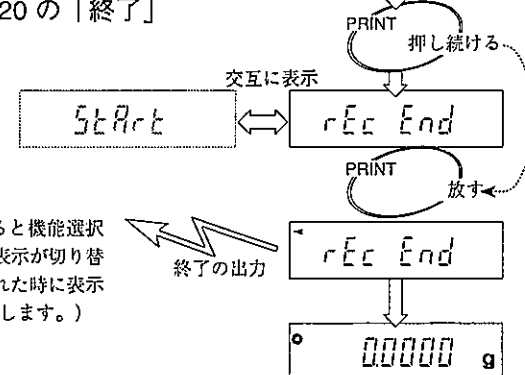 20 の「終了」
PRINT
押し続ける
交互に表示
StArt
rEc End
PRINT
放す
ると機能選択
表示が切り替
れた時に表示
します。)
終了の出力
rEc End
0.0000 g